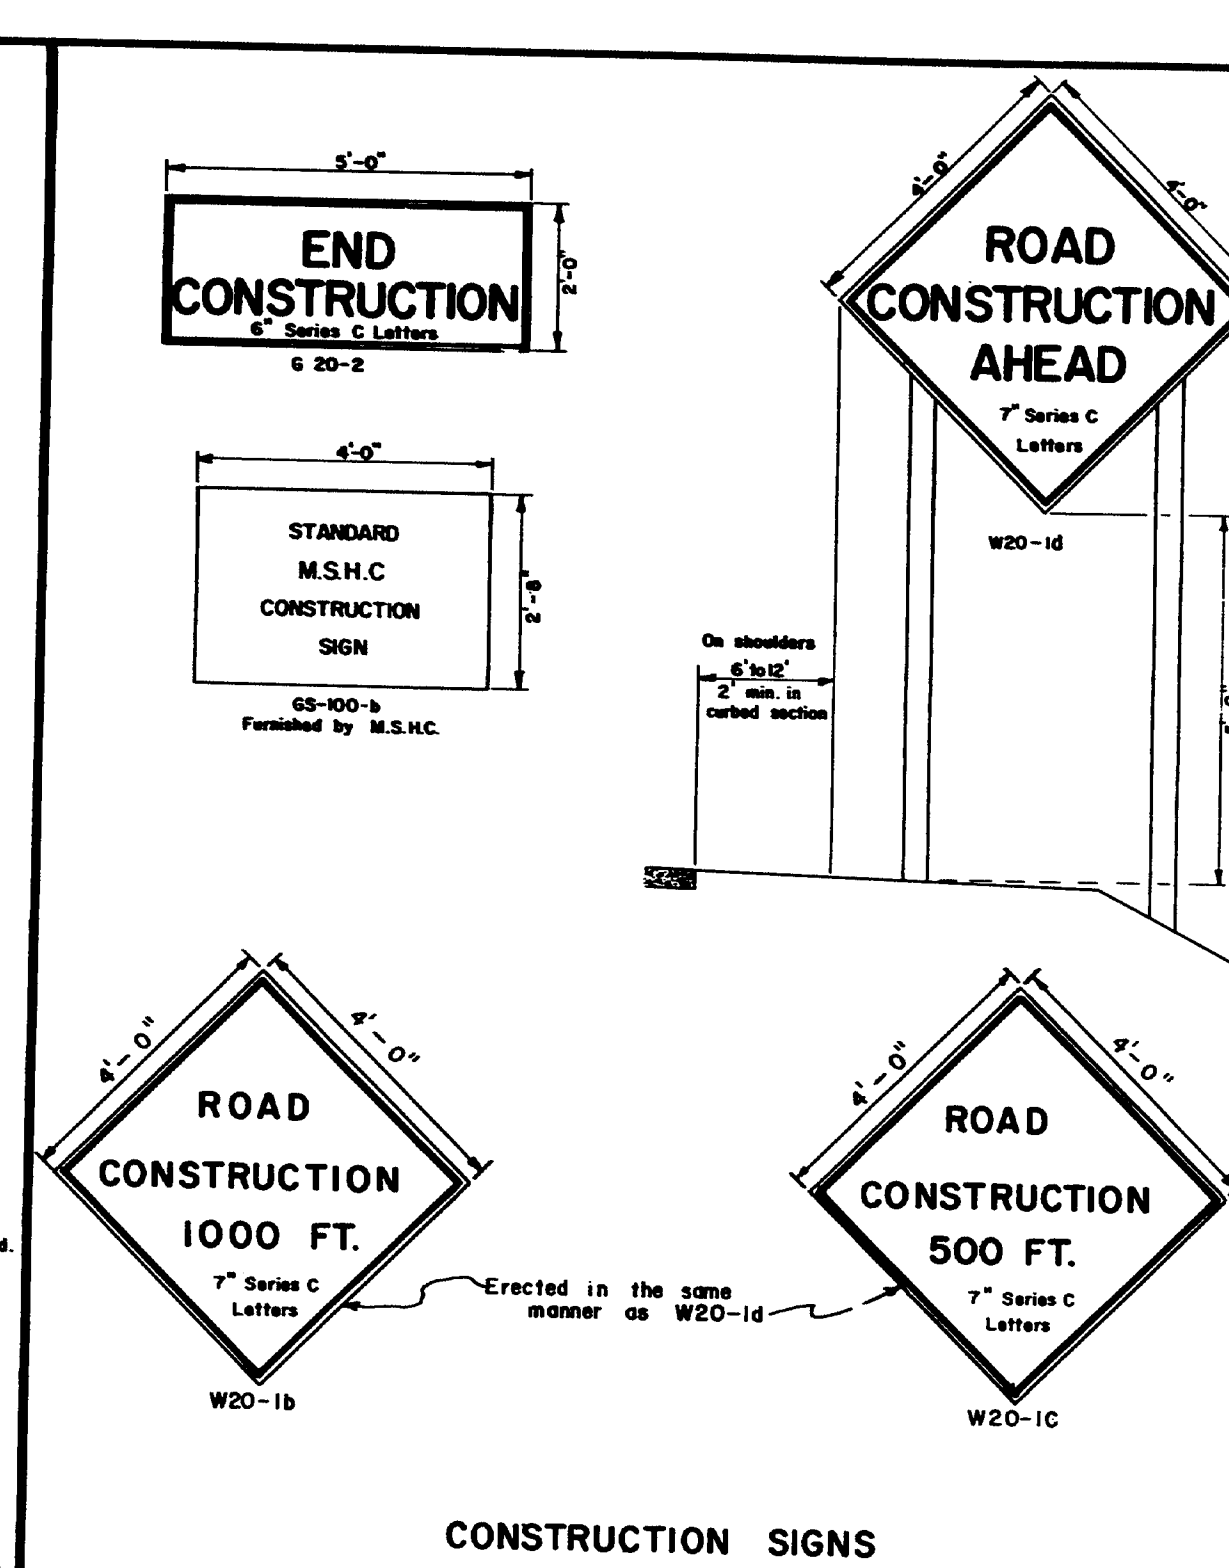 5'-0"
END
CONSTRUCTION
6" Series C Letters
2'-0"
G 20-2
4'-0"
STANDARD
M.S.H.C
CONSTRUCTION
SIGN
2'-8"
GS-100-b
Furnished by M.S.H.C.
4'-0"
4'-0"
ROAD
CONSTRUCTION
AHEAD
7" Series C
Letters
W20-1d
On shoulders
6' to 12'
2' min. in
curbed section
4'-0"
4'-0"
ROAD
CONSTRUCTION
1000 FT.
7" Series C
Letters
W20-1b
d.
Erected in the same
manner as W20-1d
4'-0"
4'-0"
ROAD
CONSTRUCTION
500 FT.
7" Series C
Letters
W20-1C
CONSTRUCTION SIGNS